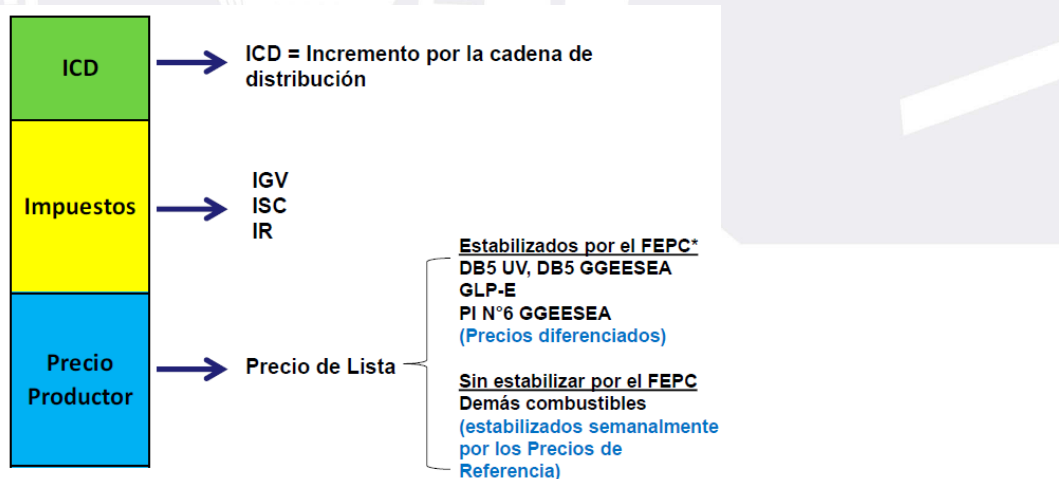 ICD
ICD = Incremento por la cadena de
distribución
Impuestos
IGV
ISC
IR
Precio
Productor
Precio de Lista
Estabilizados por el FEPC*
DB5 UV, DB5 GGEESEA
GLP-E
PI N°6 GGEESEA
(Precios diferenciados)
Sin estabilizar por el FEPC
Demás combustibles
(estabilizados semanalmente
por los Precios de
Referencia)